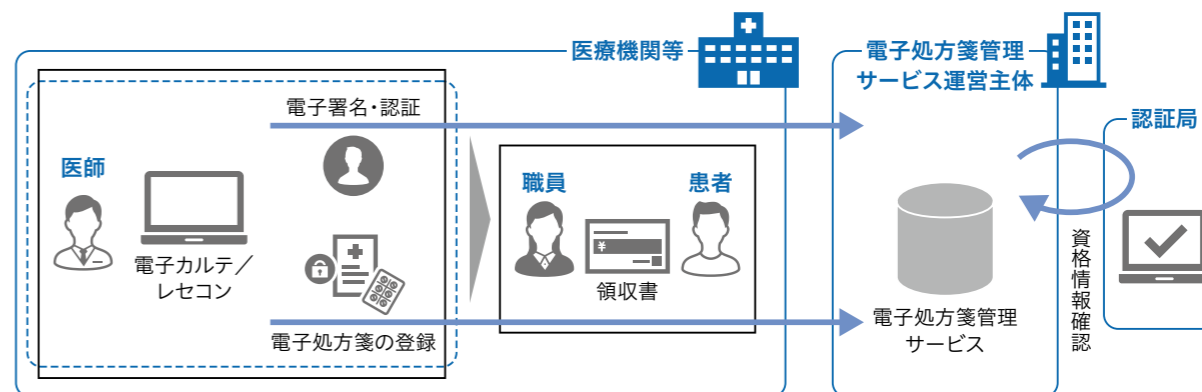 医療機関等
電子処方箋管理
サービス運営主体
認証局
電子署名・認証
医師
電子カルテ／
レセコン
電子処方箋の登録
職員
患者
¥
領収書
電子処方箋管理
サービス
資格情報確認